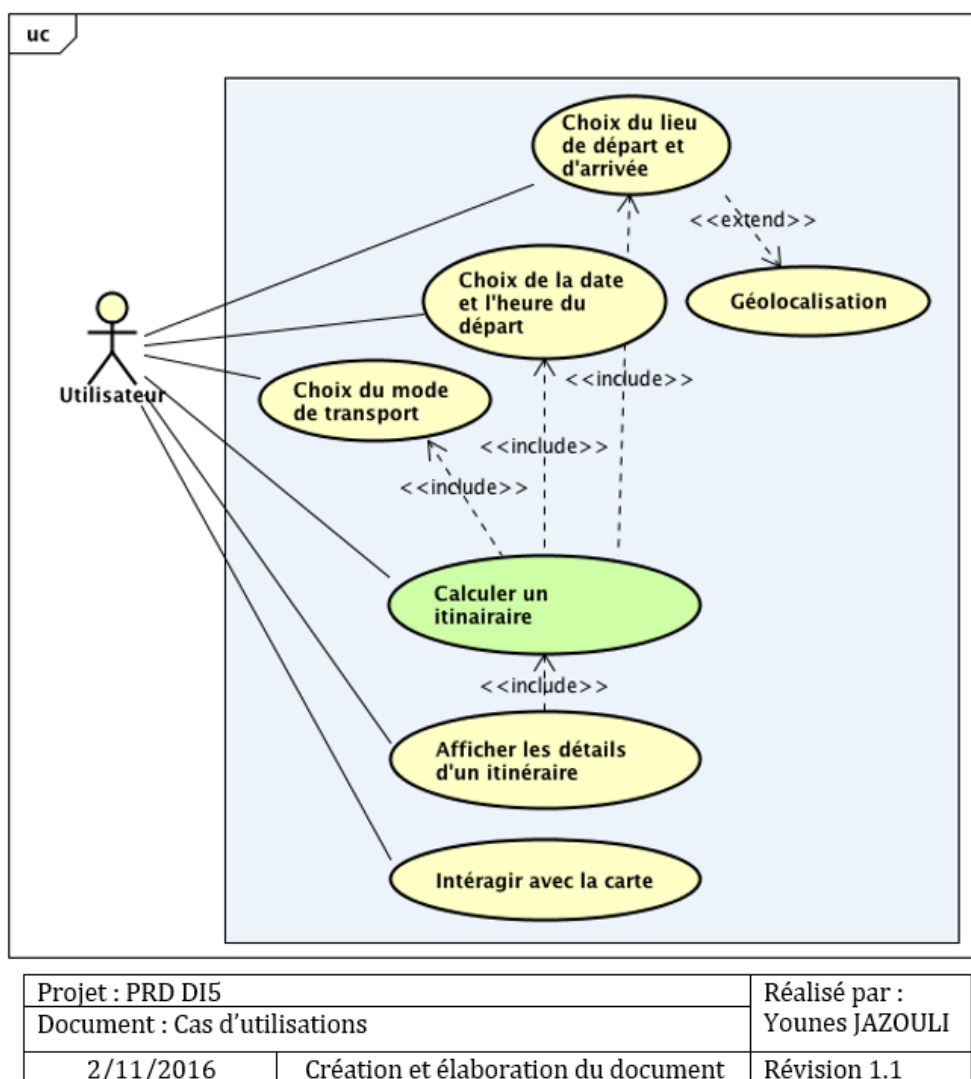 uc
Choix du lieu
de départ et
d'arrivée
<<extend>>
Choix de la date
et l'heure du
départ
Géolocalisation
Utilisateur
Choix du mode
de transport
<<include>>
<<include>>
<<include>>
Calculer un
itinairaire
<<include>>
Afficher les détails
d'un itinéraire
Intéragir avec la carte
Projet : PRD DI5
Réalisé par :
Document : Cas d'utilisations
Younes JAZOULI
2/11/2016
Création et élaboration du document
Révision 1.1